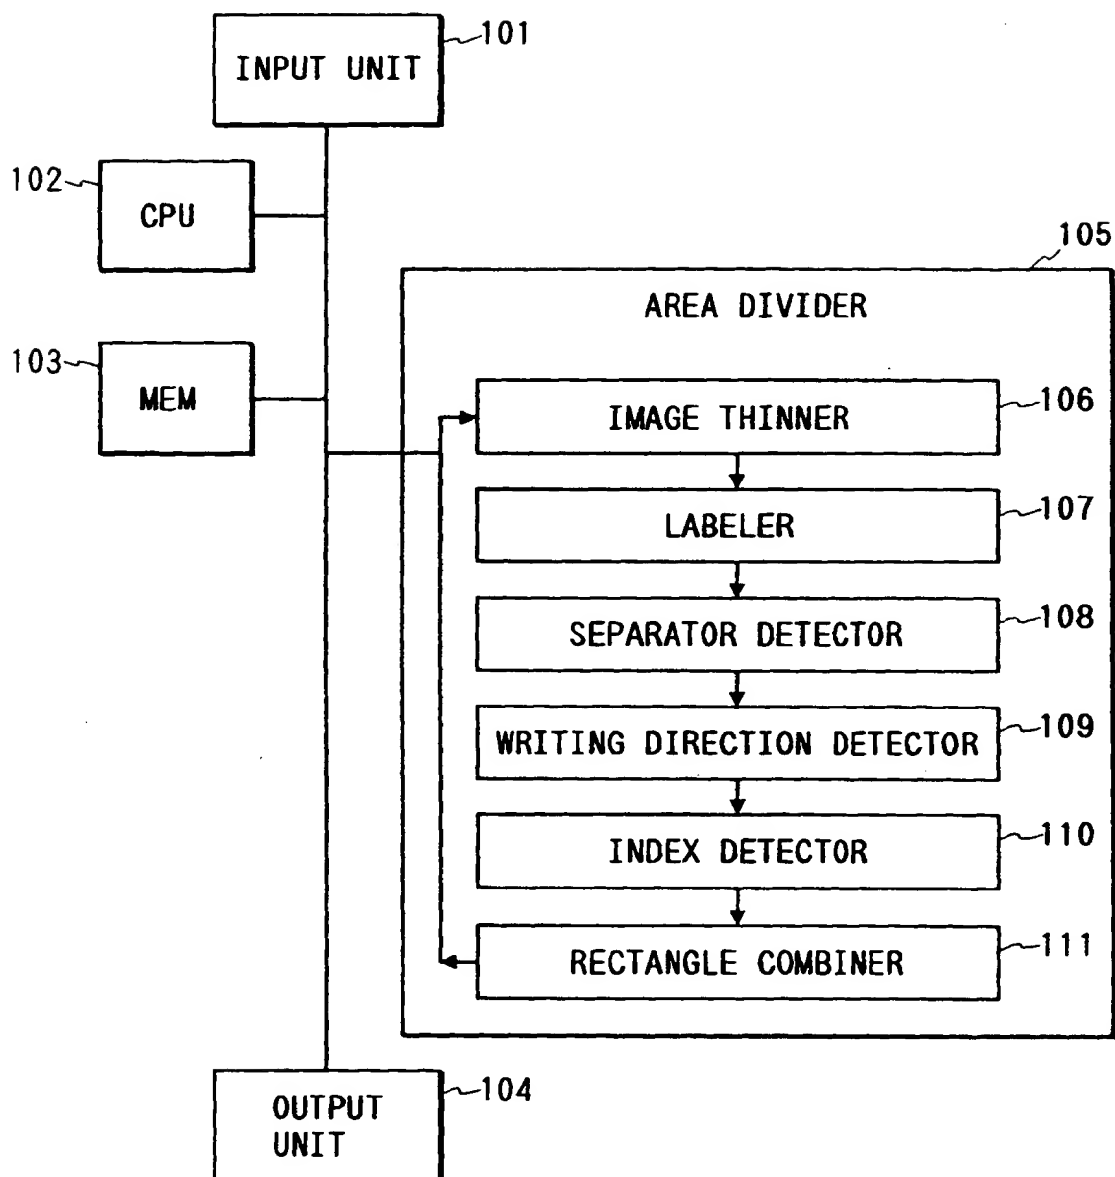 INPUT UNIT
101
102
CPU
105
AREA DIVIDER
103
MEM
IMAGE THINNER
106
LABELER
107
SEPARATOR DETECTOR
108
WRITING DIRECTION DETECTOR
109
INDEX DETECTOR
110
RECTANGLE COMBINER
111
OUTPUT
UNIT
104